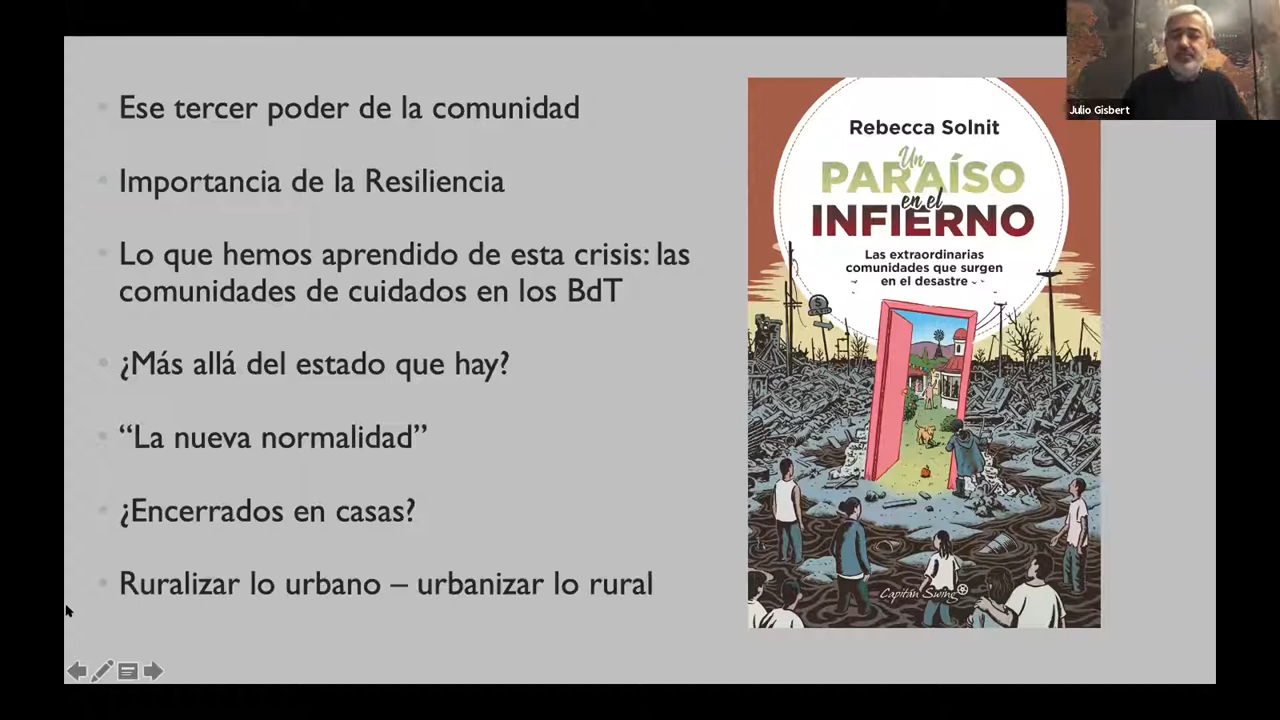 Ese tercer poder de la comunidad
Importancia de la Resiliencia
Lo que hemos aprendido de esta crisis: las
comunidades de cuidados en los BdT
¿Más allá del estado que hay?
“La nueva normalidad”
¿Encerrados en casas?
Ruralizar lo urbano – urbanizar lo rural
Rebecca Solnit
Un
PARAÍSO
en el
INFIERNO
Las extraordinarias
comunidades que surgen
en el desastre
Capitán Swing
Julio Gisbert